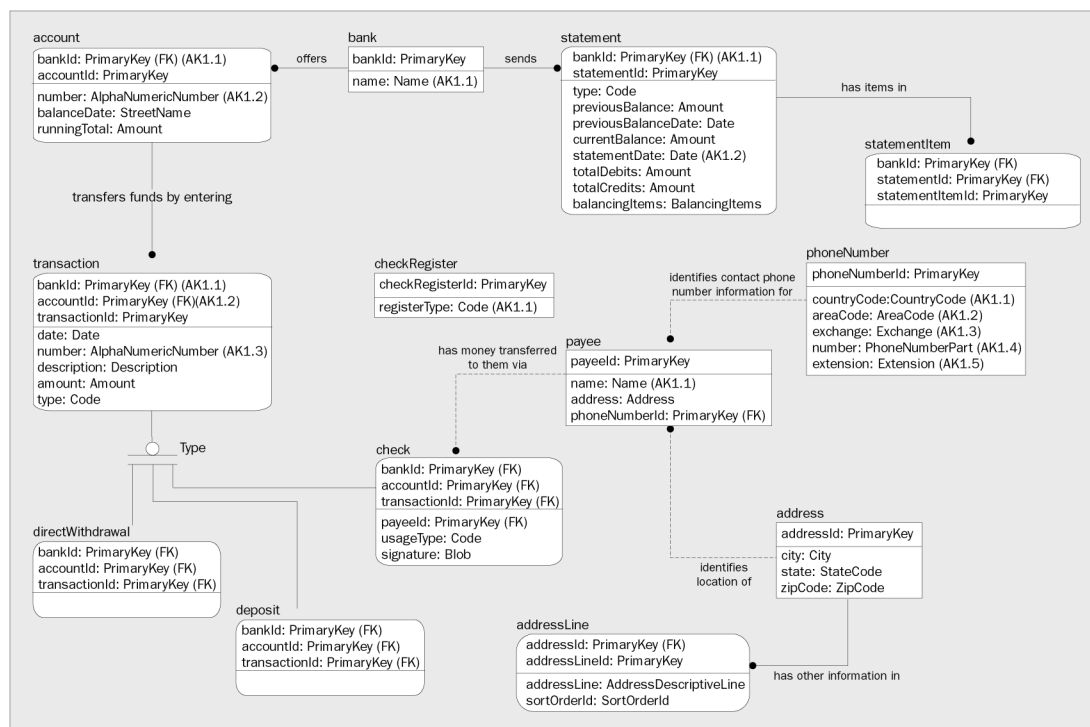 account
bankId: PrimaryKey (FK) (AK1.1)
accountId: PrimaryKey
number: AlphaNumericNumber (AK1.2)
balanceDate: StreetName
runningTotal: Amount
offers
bank
bankId: PrimaryKey
name: Name (AK1.1)
sends
statement
bankId: PrimaryKey (FK) (AK1.1)
statementId: PrimaryKey
type: Code
previousBalance: Amount
previousBalanceDate: Date
currentBalance: Amount
statementDate: Date (AK1.2)
totalDebits: Amount
totalCredits: Amount
balancingItems: BalancingItems
has items in
statementItem
bankId: PrimaryKey (FK)
statementId: PrimaryKey (FK)
statementItemId: PrimaryKey
transfers funds by entering
transaction
bankId: PrimaryKey (FK) (AK1.1)
accountId: PrimaryKey (FK)(AK1.2)
transactionId: PrimaryKey
date: Date
number: AlphaNumericNumber (AK1.3)
description: Description
amount: Amount
type: Code
checkRegister
checkRegisterId: PrimaryKey
registerType: Code (AK1.1)
phoneNumber
phoneNumberId: PrimaryKey
countryCode:CountryCode (AK1.1)
areaCode: AreaCode (AK1.2)
exchange: Exchange (AK1.3)
number: PhoneNumberPart (AK1.4)
extension: Extension (AK1.5)
identifies contact phone
number information for
has money transferred
to them via
payee
payeeId: PrimaryKey
name: Name (AK1.1)
address: Address
phoneNumberId: PrimaryKey (FK)
Type
check
bankId: PrimaryKey (FK)
accountId: PrimaryKey (FK)
transactionId: PrimaryKey (FK)
payeeId: PrimaryKey (FK)
usageType: Code
signature: Blob
directWithdrawal
bankId: PrimaryKey (FK)
accountId: PrimaryKey (FK)
transactionId: PrimaryKey (FK)
deposit
bankId: PrimaryKey (FK)
accountId: PrimaryKey (FK)
transactionId: PrimaryKey (FK)
identifies
location of
address
addressId: PrimaryKey
city: City
state: StateCode
zipCode: ZipCode
addressLine
addressId: PrimaryKey (FK)
addressLineId: PrimaryKey
addressLine: AddressDescriptiveLine
sortOrderId: SortOrderId
has other information in